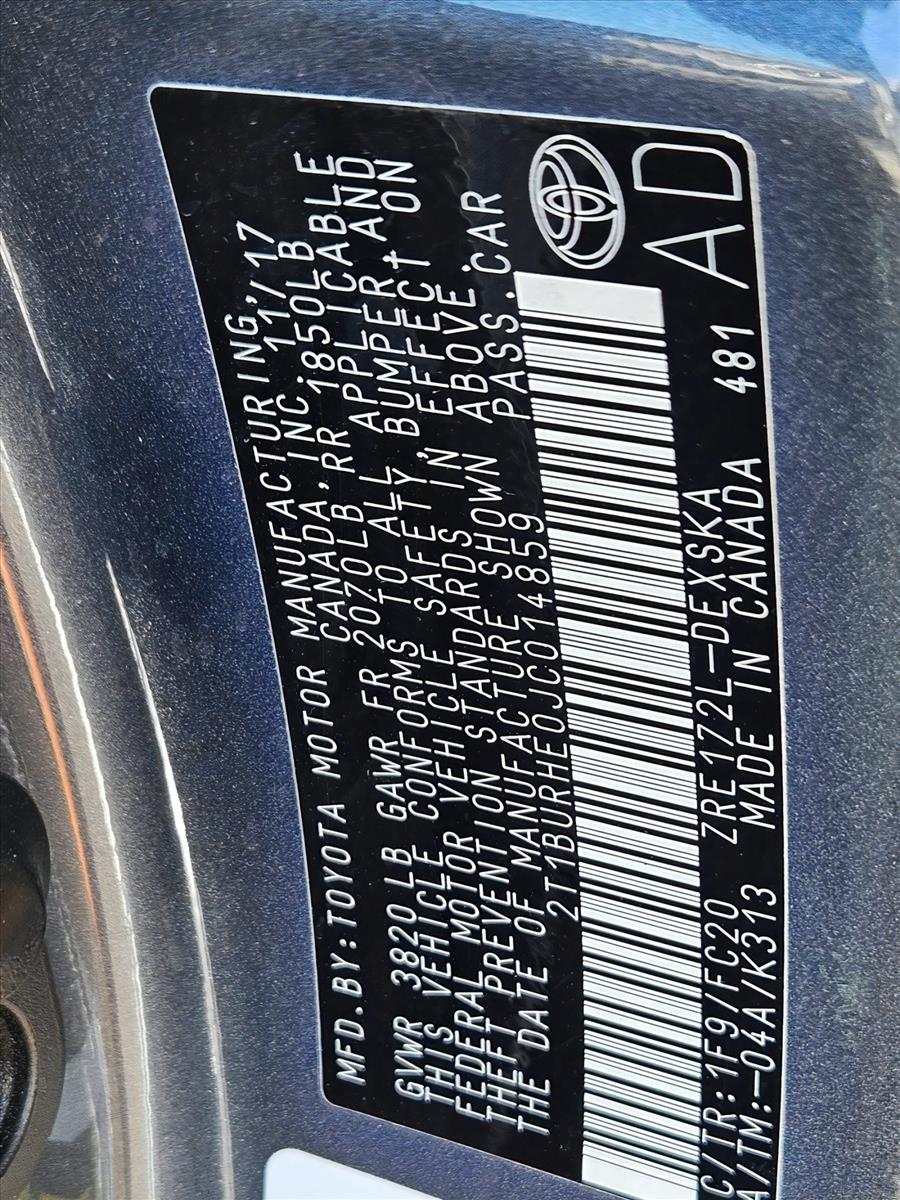 MFD.BY:TOYOTA MOTOR MANUFACTURING, 11/17
CANADA, INC.
GVWR 3820LB GAWR FR 2070LB RR 1850LB
THIS VEHICLE CONFORMS TO ALL APPLICABLE
FEDERAL MOTOR VEHICLE SAFETY, BUMPER AND
THEFT PREVENTION STANDARDS IN EFFECT ON
THE DATE OF MANUFACTURE SHOWN ABOVE.
2T1BURHE0JC014859 PASS.CAR
C/TR:1F9/FC20 ZRE172L-DEXSKA 481 AD
A/TM:-04A/K313 MADE IN CANADA